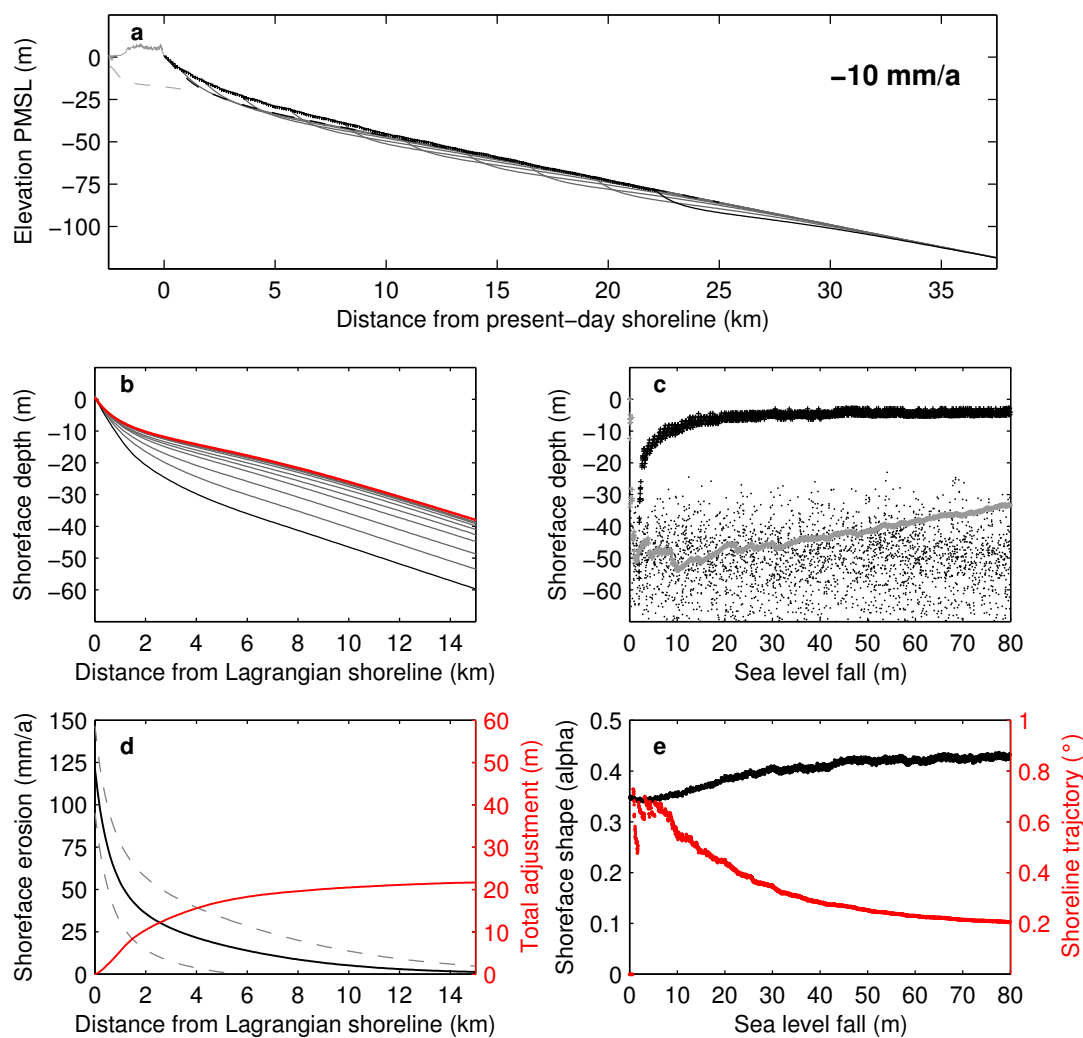 a
−10 mm/a
Elevation PMSL (m)
0
−25
−50
−75
−100
0 5 10 15 20 25 30 35
Distance from present−day shoreline (km)
b
Shoreface depth (m)
0
−10
−20
−30
−40
−50
−60
0 2 4 6 8 10 12 14
Distance from Lagrangian shoreline (km)
c
Shoreface depth (m)
0
−10
−20
−30
−40
−50
−60
0 10 20 30 40 50 60 70 80
Sea level fall (m)
d
Shoreface erosion (mm/a)
150
125
100
75
50
25
0
60
50
40
30
20
10
0
Total adjustment (m)
0 2 4 6 8 10 12 14
Distance from Lagrangian shoreline (km)
e
Shoreface shape (alpha)
0.5
0.4
0.3
0.2
0.1
0
1
0.8
0.6
0.4
0.2
0
Shoreline trajctory (°)
0 10 20 30 40 50 60 70 80
Sea level fall (m)